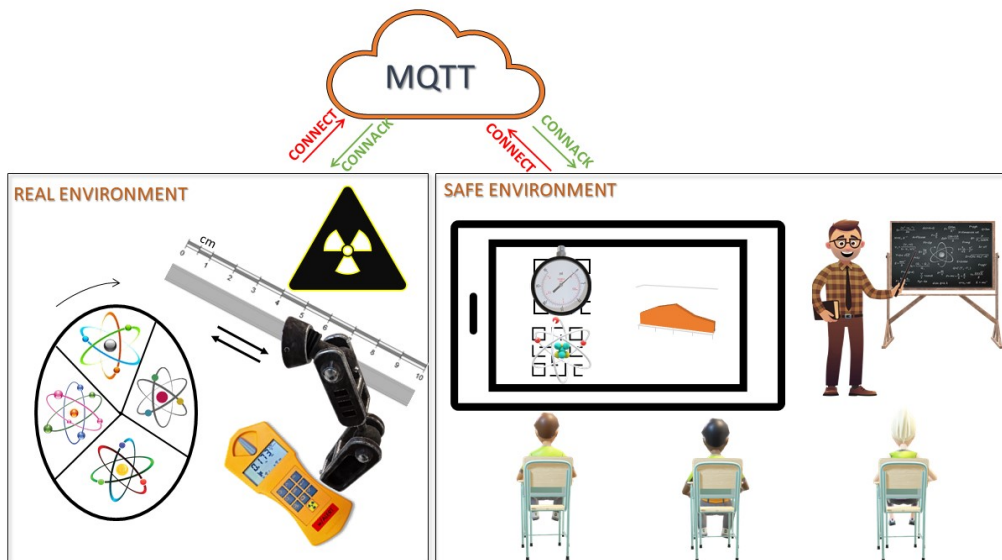 MQTT
CONNECT
CONNACK
CONNECT
CONNACK
REAL ENVIRONMENT
SAFE ENVIRONMENT
cm
0 1 2 3 4 5 6 7 8 9 10